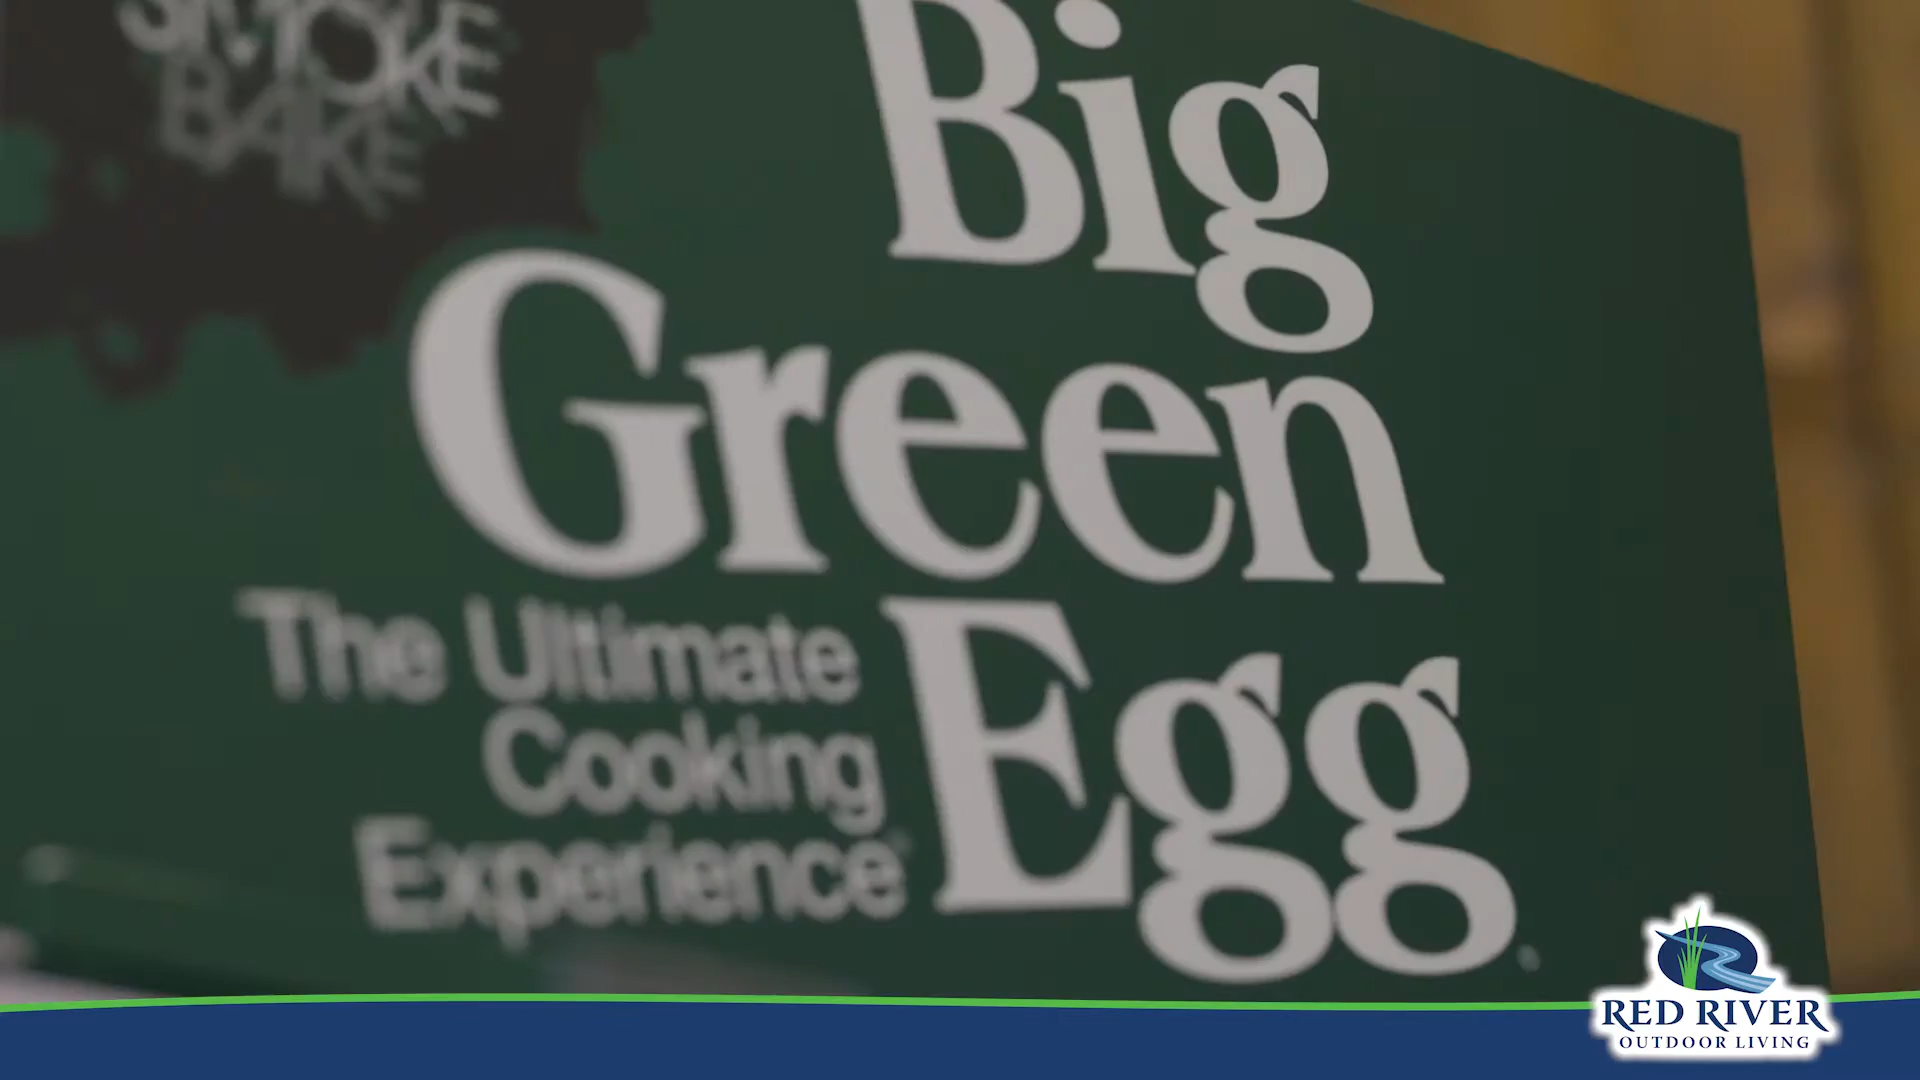 SMOKE
BAKE
Big
Green
Egg
The Ultimate
Cooking
Experience
RED RIVER
OUTDOOR LIVING